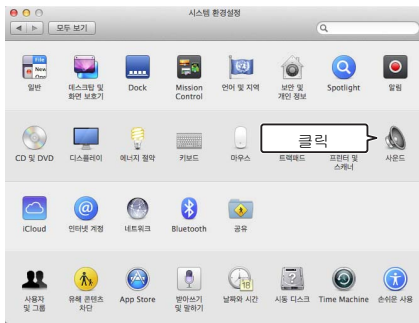 시스템 환경설정
모두 보기
File
New
일반
데스크탑 및
화면 보호기
Dock
Mission
Control
언어 및 지역
보안 및
개인 정보
Spotlight
알림
CD 및 DVD
디스플레이
에너지 절약
키보드
마우스
트랙패드
프린터 및
스캐너
사운드
클릭
iCloud
인터넷 계정
네트워크
Bluetooth
공유
사용자
및 그룹
유해 콘텐츠
차단
App Store
받아쓰기
및 말하기
날짜와 시간
18
시동 디스크
Time Machine
손쉬운 사용